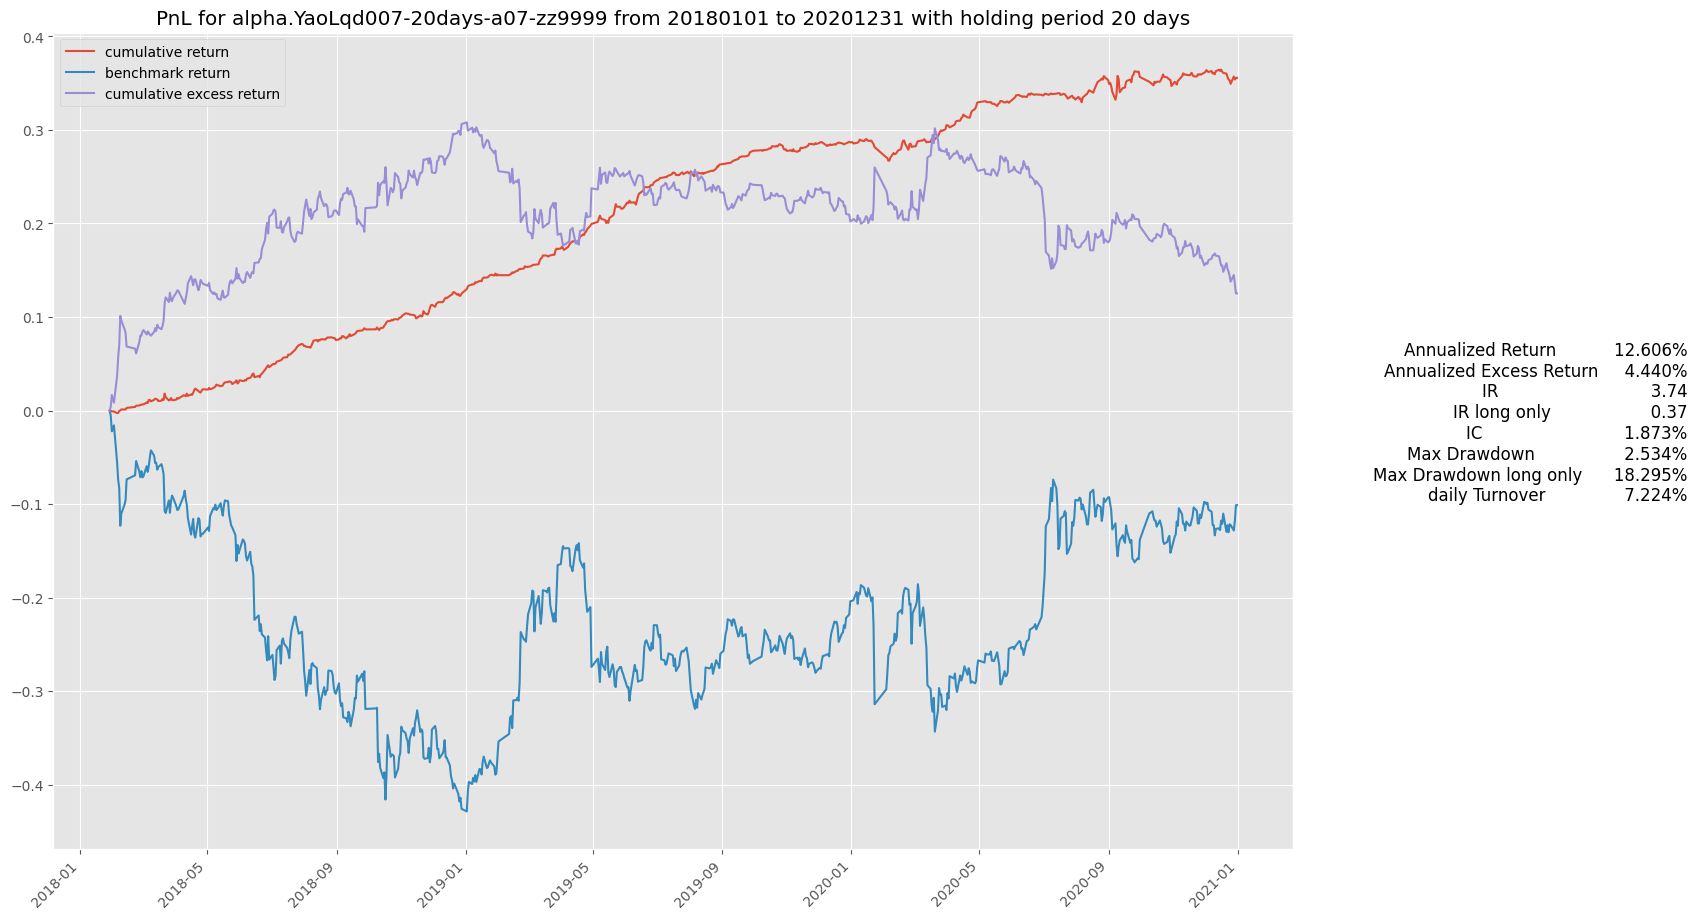 PnL for alpha.YaoLqd007-20days-a07-zz9999 from 20180101 to 20201231 with holding period 20 days
cumulative return
benchmark return
cumulative excess return
0.4
0.3
0.2
0.1
0.0
−0.1
−0.2
−0.3
−0.4
2018-01
2018-05
2018-09
2019-01
2019-05
2019-09
2020-01
2020-05
2020-09
2021-01
Annualized Return 12.606%
Annualized Excess Return 4.440%
IR 3.74
IR long only 0.37
IC 1.873%
Max Drawdown 2.534%
Max Drawdown long only 18.295%
daily Turnover 7.224%